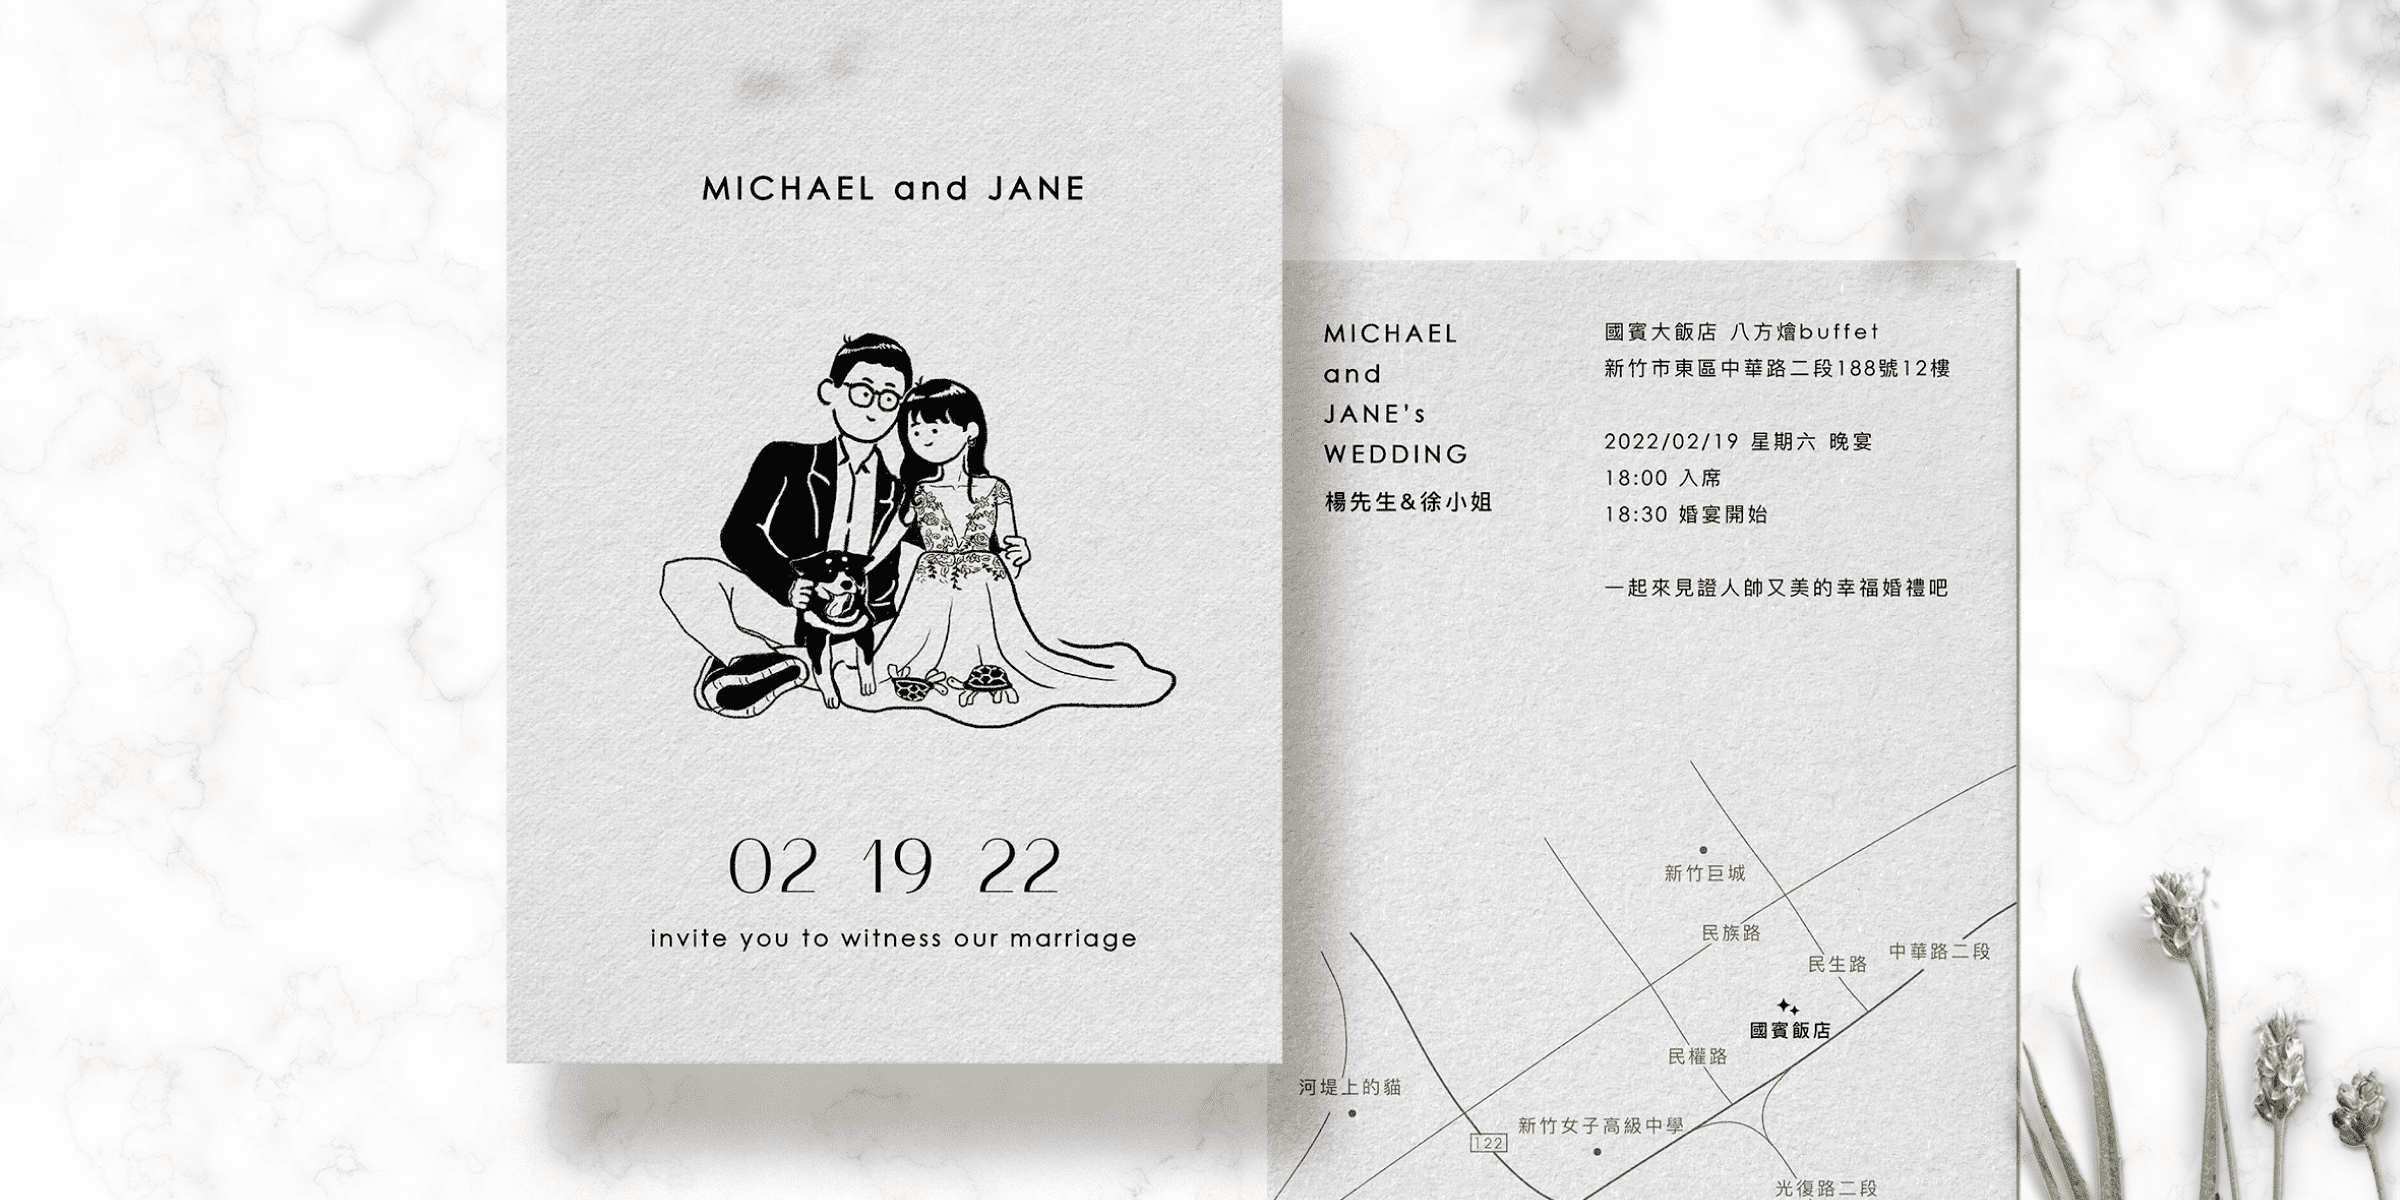 MICHAEL and JANE
02 19 22
invite you to witness our marriage
MICHAEL
and
JANE's
WEDDING
楊先生&徐小姐
國賓大飯店 八方燴buffet
新竹市東區中華路二段188號12樓
2022/02/19 星期六 晚宴
18:00 入席
18:30 婚宴開始
一起來見證人帥又美的幸福婚禮吧
新竹巨城
民族路
民生路
中華路二段
國賓飯店
民權路
河堤上的貓
新竹女子高級中學
122
光復路二段